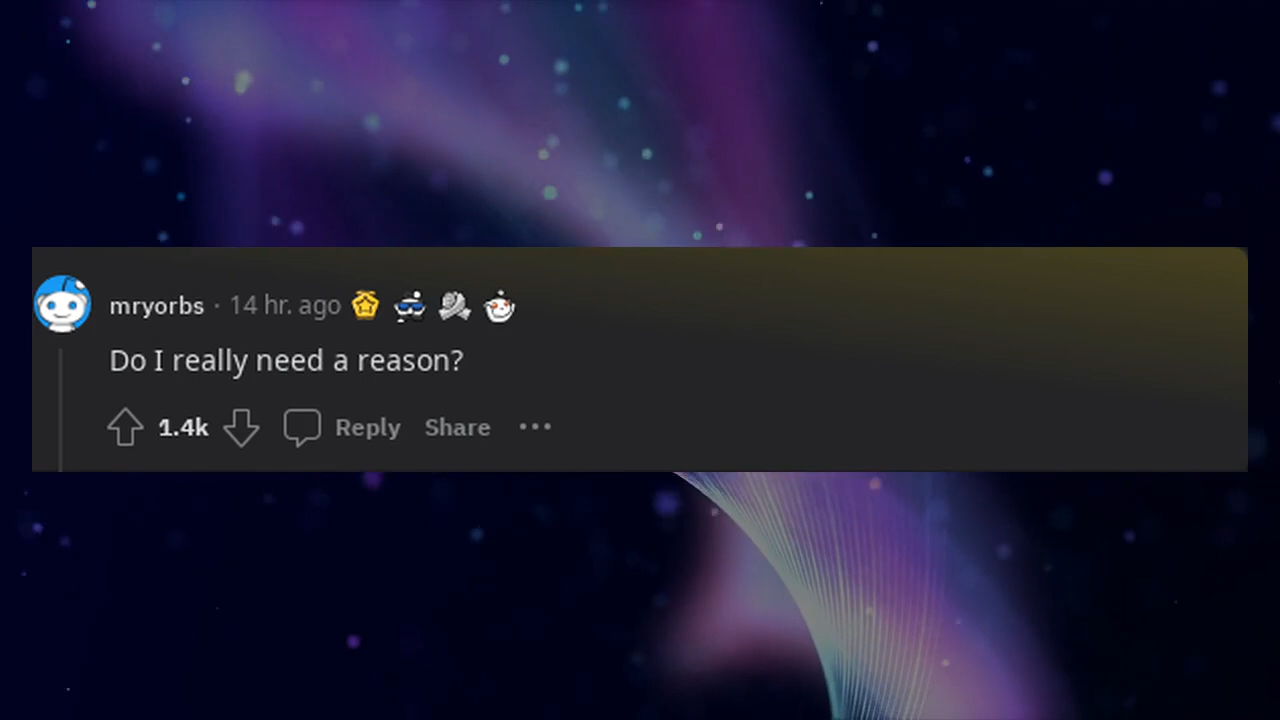 mryorbs · 14 hr. ago
Do I really need a reason?
1.4k Reply Share ···